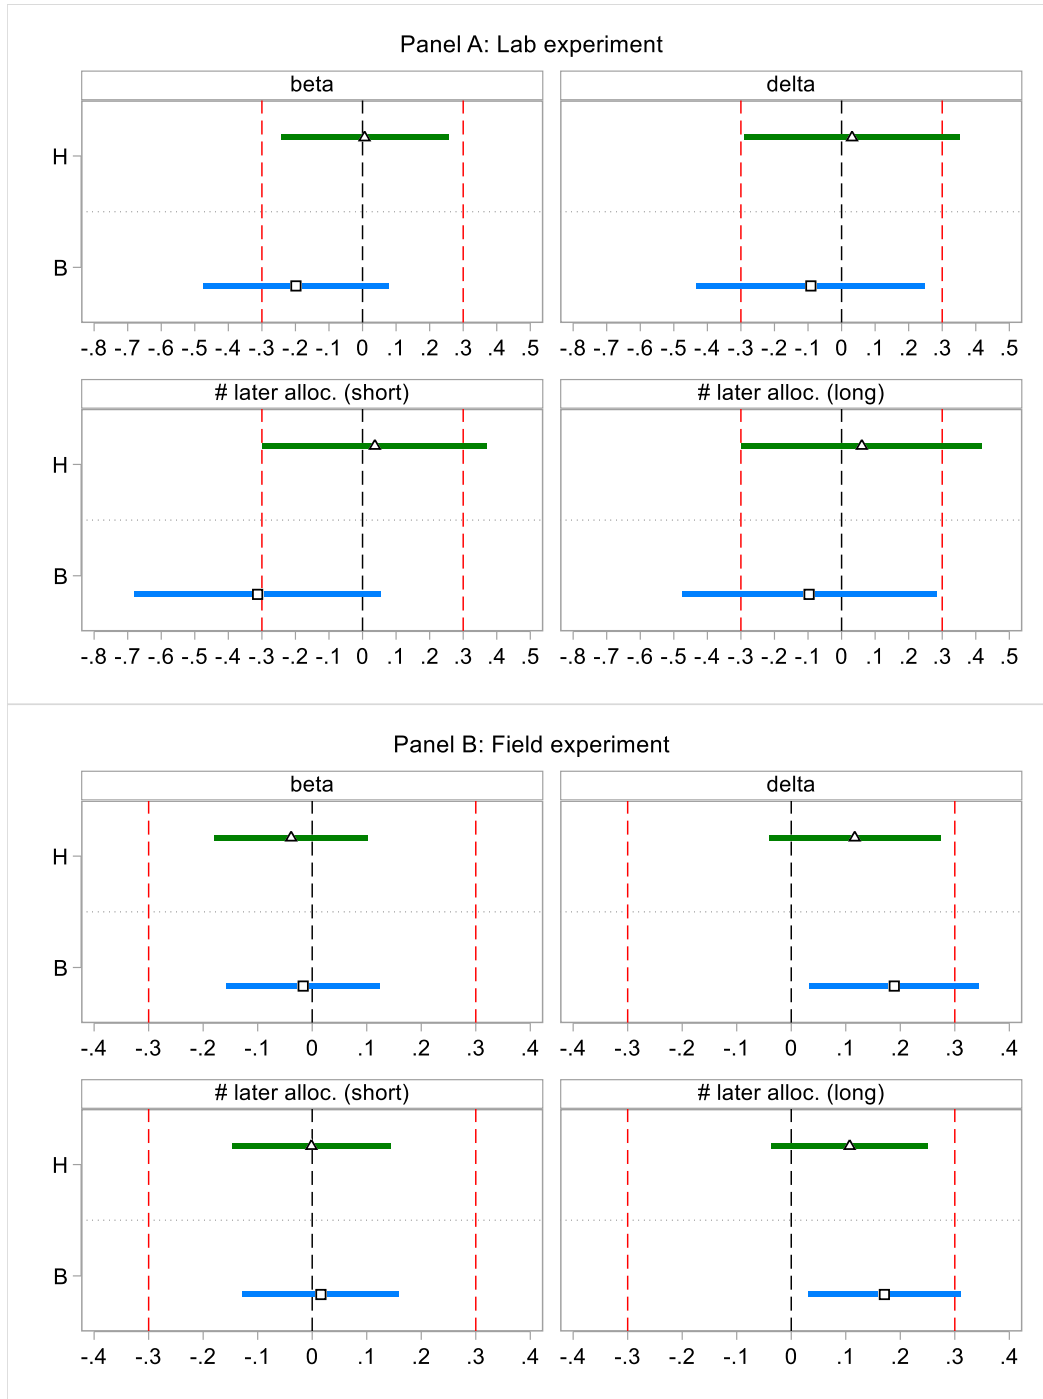 Panel A: Lab experiment
beta delta
H
B
-.8 -.7 -.6 -.5 -.4 -.3 -.2 -.1 0 .1 .2 .3 .4 .5 -.8 -.7 -.6 -.5 -.4 -.3 -.2 -.1 0 .1 .2 .3 .4 .5
# later alloc. (short) # later alloc. (long)
H
B
-.8 -.7 -.6 -.5 -.4 -.3 -.2 -.1 0 .1 .2 .3 .4 .5 -.8 -.7 -.6 -.5 -.4 -.3 -.2 -.1 0 .1 .2 .3 .4 .5
Panel B: Field experiment
beta delta
H
B
-.4 -.3 -.2 -.1 0 .1 .2 .3 .4 -.4 -.3 -.2 -.1 0 .1 .2 .3 .4
# later alloc. (short) # later alloc. (long)
H
B
-.4 -.3 -.2 -.1 0 .1 .2 .3 .4 -.4 -.3 -.2 -.1 0 .1 .2 .3 .4